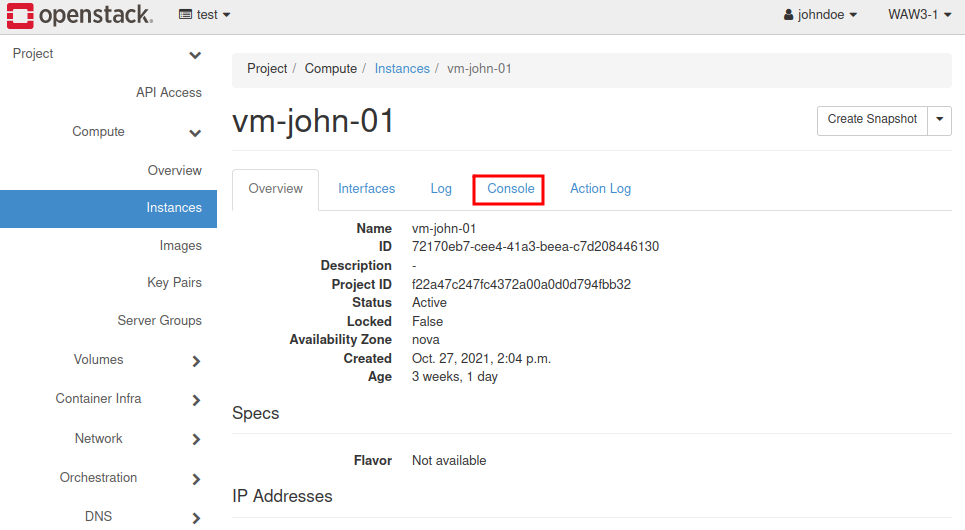 openstack. test johndoe WAW3-1
Project
API Access
Compute
Overview
Instances
Images
Key Pairs
Server Groups
Volumes
Container Infra
Network
Orchestration
DNS
Project / Compute / Instances / vm-john-01
vm-john-01
Create Snapshot
Overview Interfaces Log Console Action Log
Name vm-john-01
ID 72170eb7-cee4-41a3-beea-c7d208446130
Description -
Project ID f22a47c247fc4372a00a0d0d794fbb32
Status Active
Locked False
Availability Zone nova
Created Oct. 27, 2021, 2:04 p.m.
Age 3 weeks, 1 day
Specs
Flavor Not available
IP Addresses